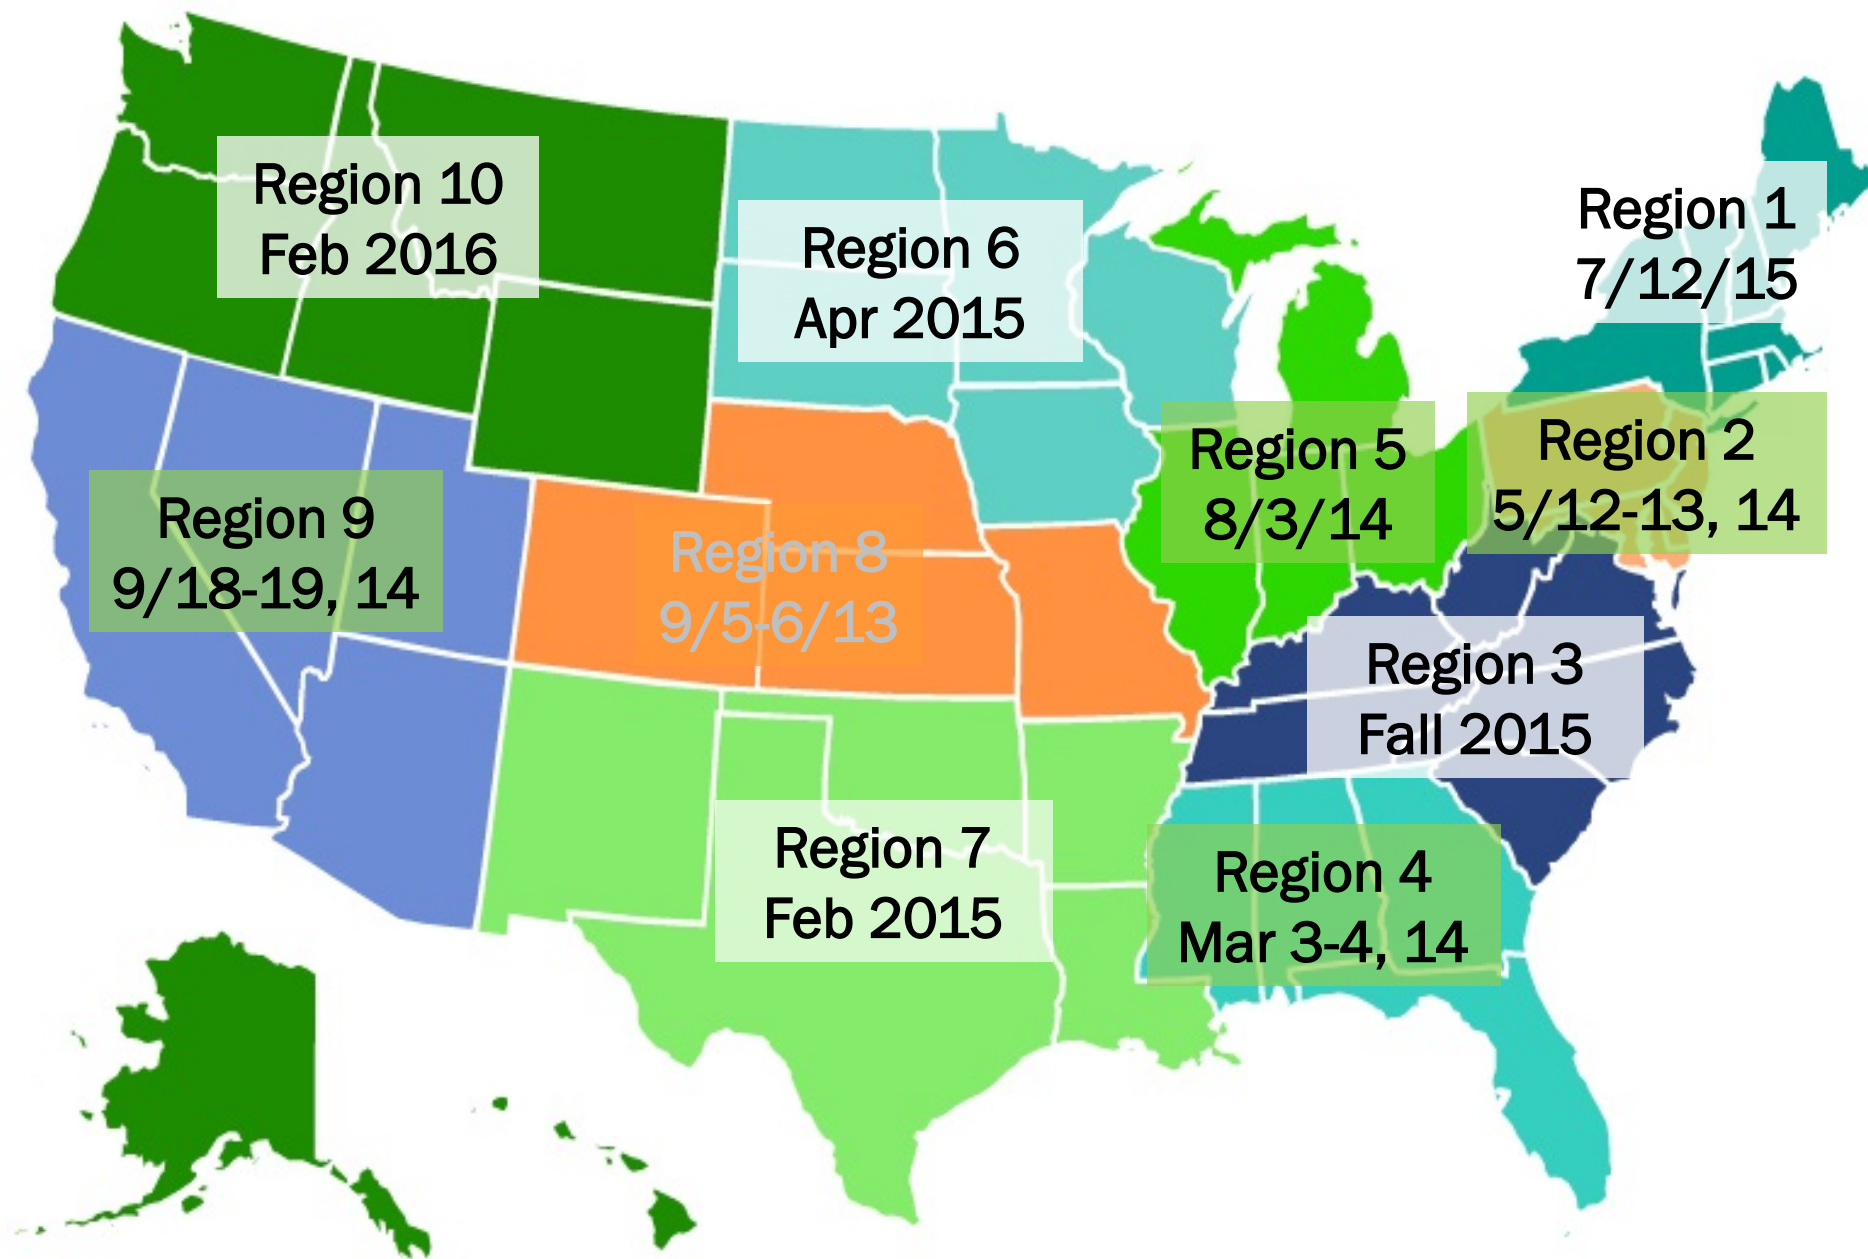 Region 10
Feb 2016
Region 6
Apr 2015
Region 1
7/12/15
Region 9
9/18-19, 14
Region 8
9/5-6/13
Region 5
8/3/14
Region 2
5/12-13, 14
Region 3
Fall 2015
Region 7
Feb 2015
Region 4
Mar 3-4, 14